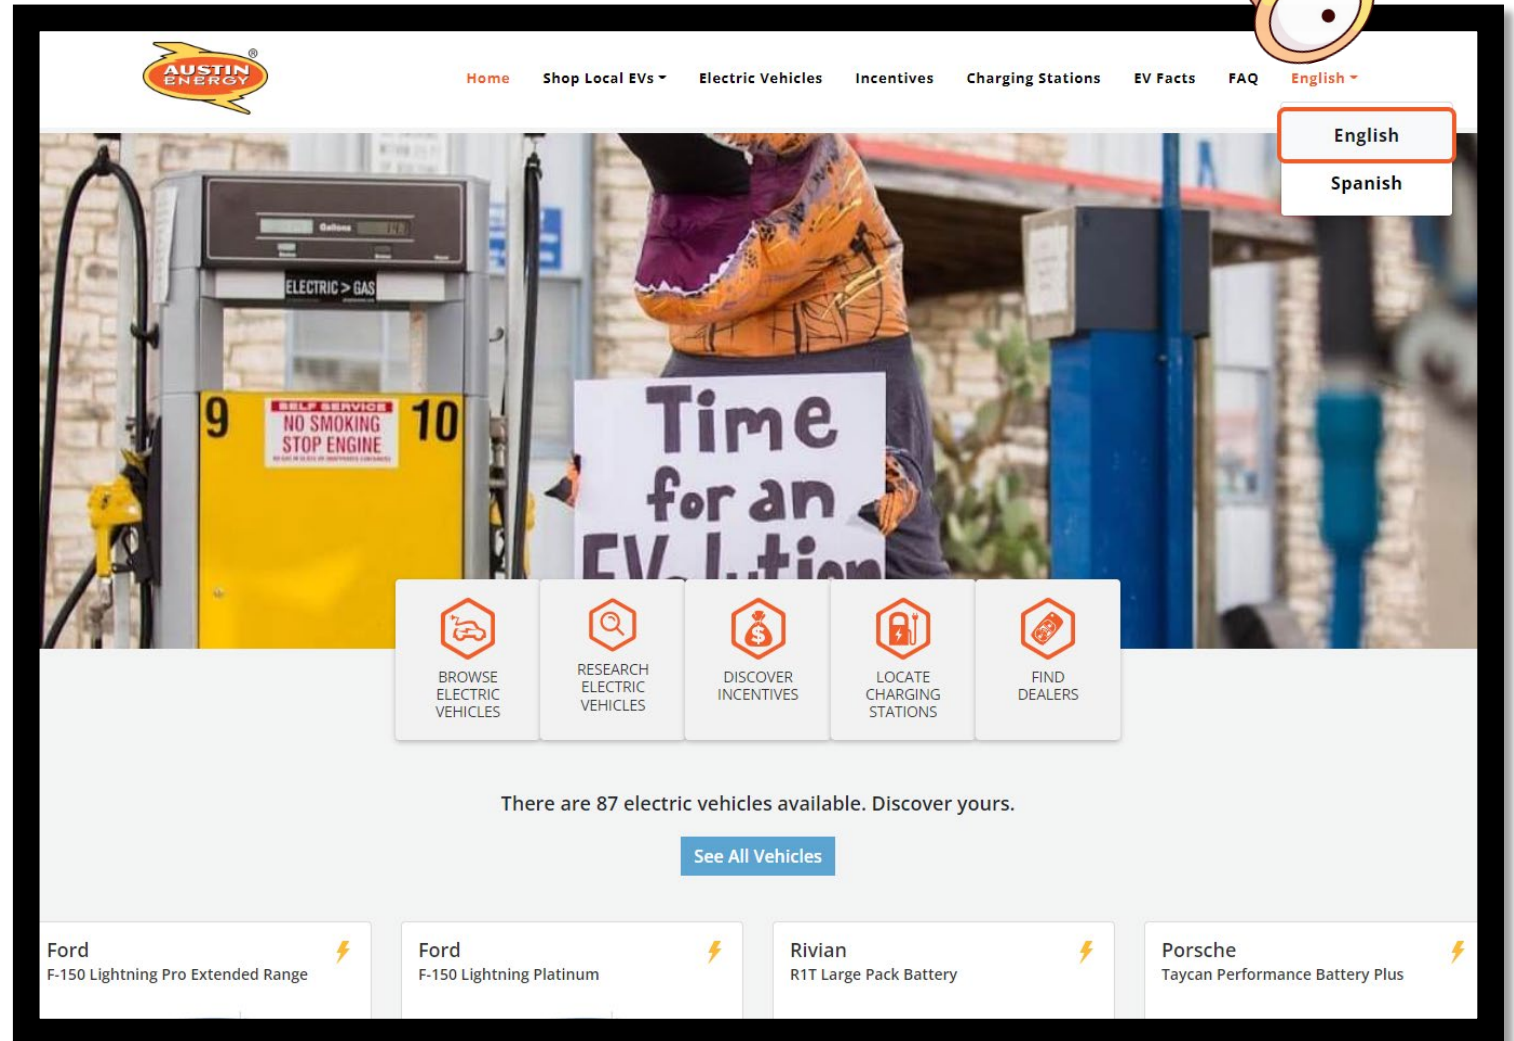 AUSTIN
ENERGY
®
Home Shop Local EVs Electric Vehicles Incentives Charging Stations EV Facts FAQ English
English
Spanish
Gallons
ELECTRIC > GAS
9 10
SELF SERVICE
NO SMOKING
STOP ENGINE
Time
for an
EVolution
BROWSE
ELECTRIC
VEHICLES
RESEARCH
ELECTRIC
VEHICLES
DISCOVER
INCENTIVES
LOCATE
CHARGING
STATIONS
FIND
DEALERS
There are 87 electric vehicles available. Discover yours.
See All Vehicles
Ford
F-150 Lightning Pro Extended Range
Ford
F-150 Lightning Platinum
Rivian
R1T Large Pack Battery
Porsche
Taycan Performance Battery Plus